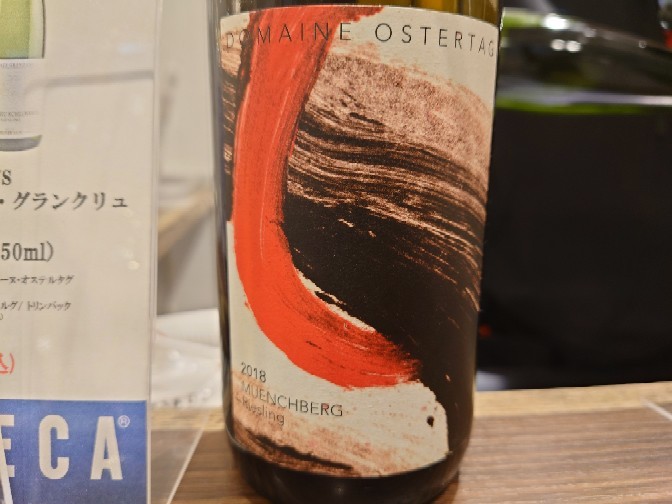 DOMAINE OSTERTAG
2018
MUENCHBERG
Riesling
・グランクリュ
50ml)
ーヌ・オステルタグ
ルグ/トリンバック
ECA®